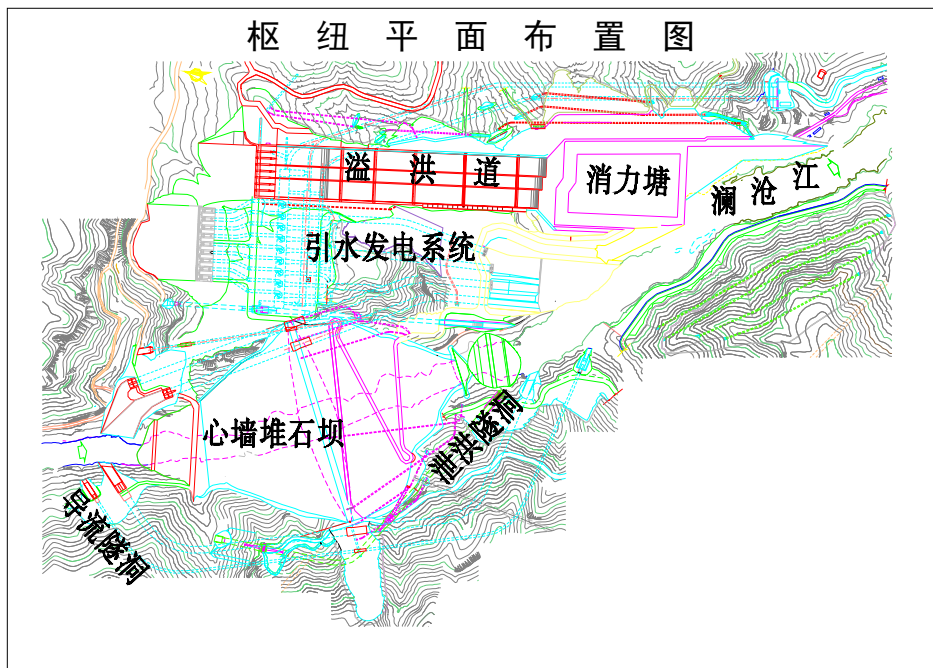 枢纽平面布置图
溢洪道
消力塘
澜沧江
引水发电系统
心墙堆石坝
泄洪隧洞
导流隧洞